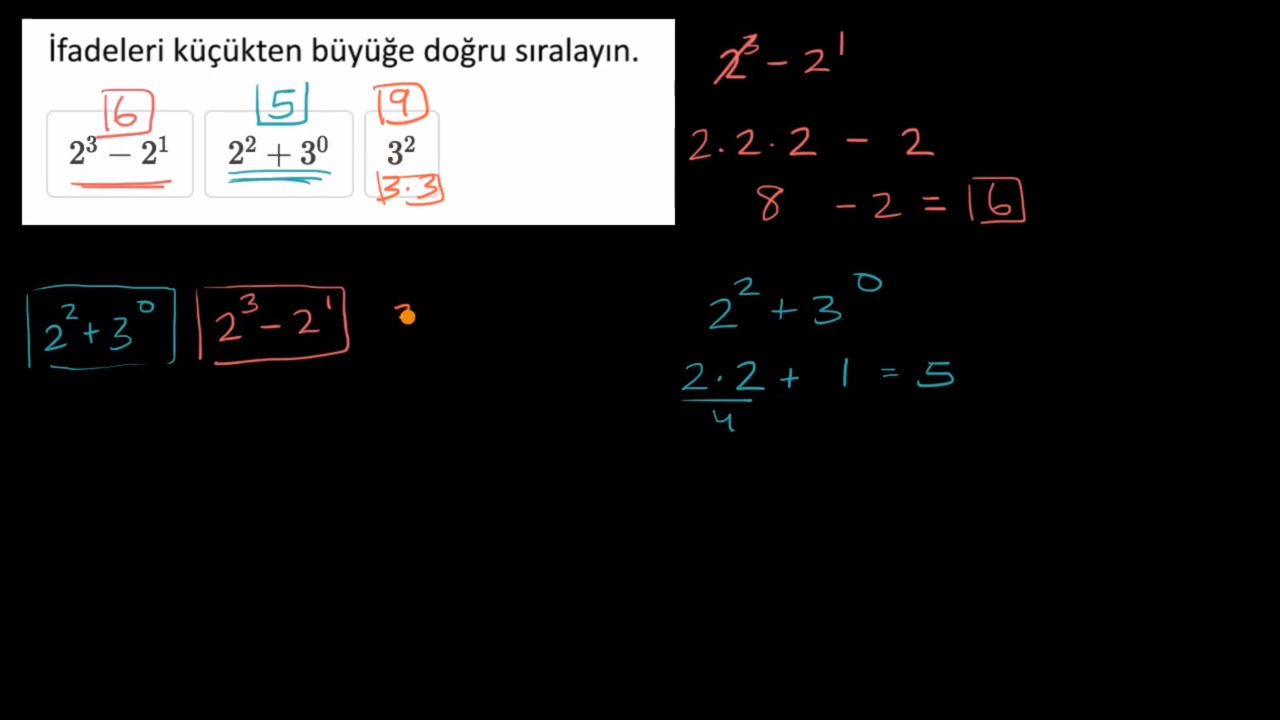 İfadeleri küçükten büyüğe doğru sıralayın.
6 5 9
2³ − 2¹ 2² + 3⁰ 3²
3·3
2³ − 2¹
2·2·2 − 2
8 − 2 = 6
2² + 3⁰ 2³ − 2¹
2² + 3⁰
2·2 + 1 = 5
4